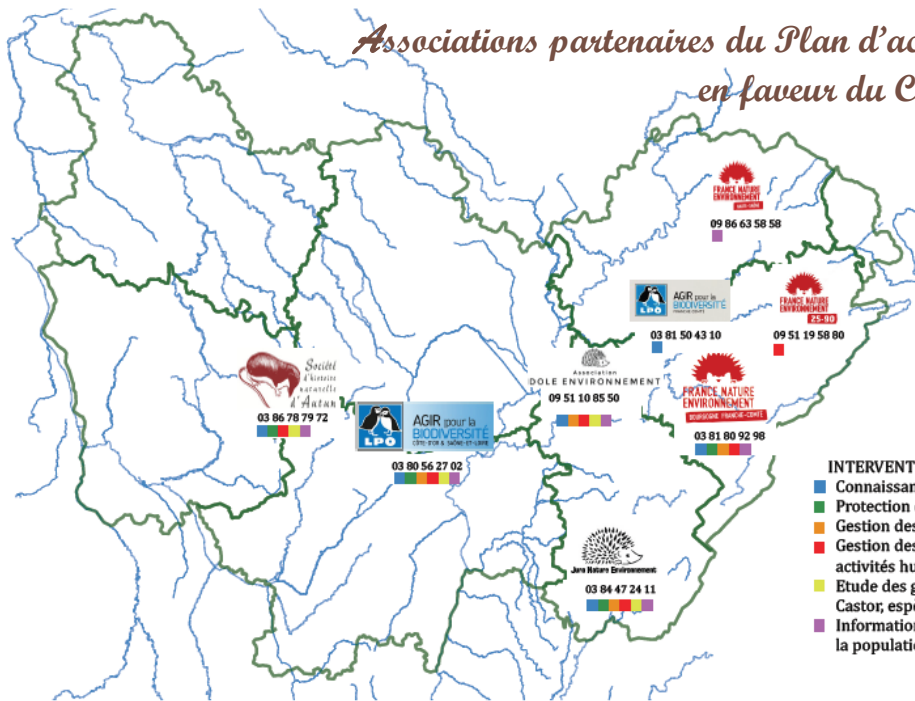 Associations partenaires du Plan d'ac
en faveur du C
FRANCE NATURE
ENVIRONNEMENT
09 86 63 58 58
LPO
AGIR pour la
BIODIVERSITÉ
FRANCHE-COMTÉ
03 81 50 43 10
FRANCE NATURE
ENVIRONNEMENT
25-90
09 51 19 58 80
Société
d'histoire
naturelle
d'Autun
03 86 78 79 72
Association
DOLE ENVIRONNEMENT
09 51 10 85 50
FRANCE NATURE
ENVIRONNEMENT
BOURGOGNE FRANCHE-COMTÉ
03 81 80 92 98
LPO
AGIR pour la
BIODIVERSITÉ
CÔTE-D'OR & SAÔNE-ET-LOIRE
03 80 56 27 02
Jura Nature Environnement
03 84 47 24 11
INTERVENT
Connaissan
Protection
Gestion des
Gestion des
activités hu
Etude des g
Castor, espè
Information
la populatio